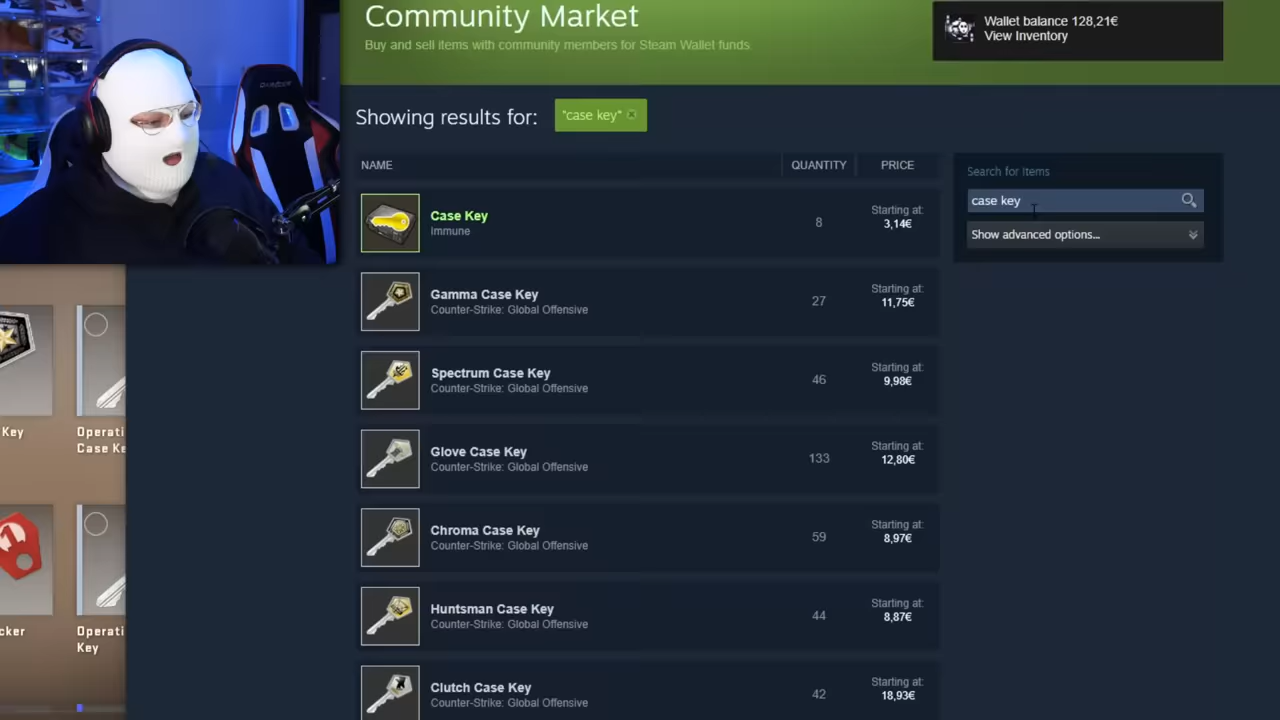 Community Market
Buy and sell items with community members for Steam Wallet funds.
Wallet balance 128,21€
View Inventory
Showing results for:
"case key"
NAME
QUANTITY
PRICE
Case Key
Immune
8
Starting at:
3,14€
Gamma Case Key
Counter-Strike: Global Offensive
27
Starting at:
11,75€
Spectrum Case Key
Counter-Strike: Global Offensive
46
Starting at:
9,98€
Glove Case Key
Counter-Strike: Global Offensive
133
Starting at:
12,80€
Chroma Case Key
Counter-Strike: Global Offensive
59
Starting at:
8,97€
Huntsman Case Key
Counter-Strike: Global Offensive
44
Starting at:
8,87€
Clutch Case Key
Counter-Strike: Global Offensive
42
Starting at:
18,93€
Search for Items
case key
Show advanced options...
Key
Operati
Case Ke
cker
Operati
Key